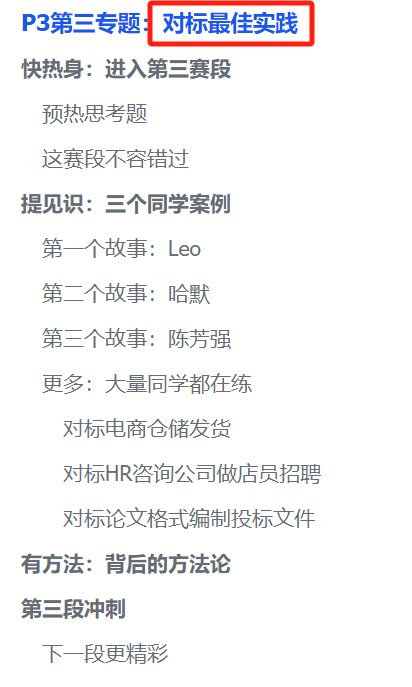 P3第三专题：对标最佳实践
快热身：进入第三赛段
预热思考题
这赛段不容错过
提见识：三个同学案例
第一个故事：Leo
第二个故事：哈默
第三个故事：陈芳强
更多：大量同学都在练
对标电商仓储发货
对标HR咨询公司做店员招聘
对标论文格式编制投标文件
有方法：背后的方法论
第三段冲刺
下一段更精彩